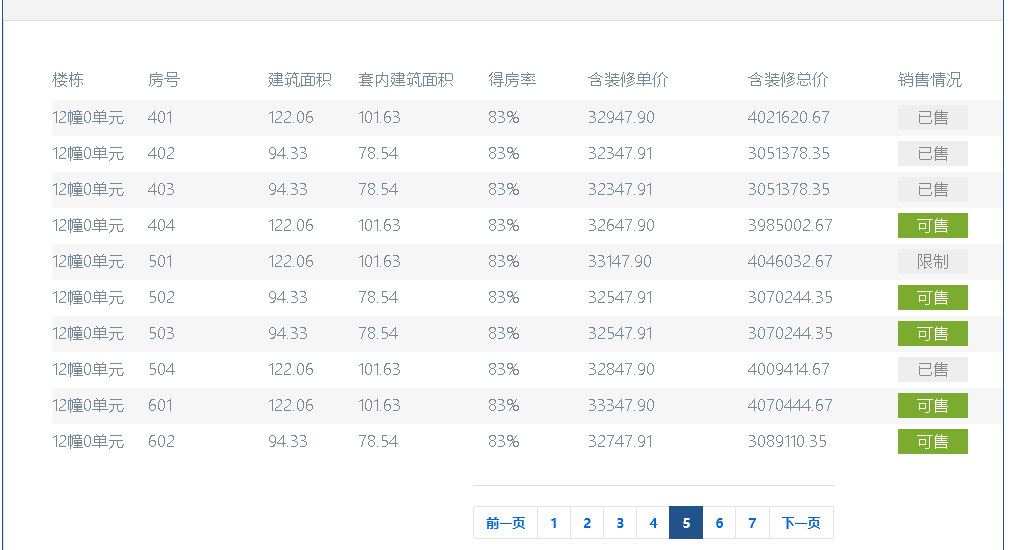 楼栋 房号 建筑面积 套内建筑面积 得房率 含装修单价 含装修总价 销售情况
12幢0单元 401 122.06 101.63 83% 32947.90 4021620.67 已售
12幢0单元 402 94.33 78.54 83% 32347.91 3051378.35 已售
12幢0单元 403 94.33 78.54 83% 32347.91 3051378.35 已售
12幢0单元 404 122.06 101.63 83% 32647.90 3985002.67 可售
12幢0单元 501 122.06 101.63 83% 33147.90 4046032.67 限制
12幢0单元 502 94.33 78.54 83% 32547.91 3070244.35 可售
12幢0单元 503 94.33 78.54 83% 32547.91 3070244.35 可售
12幢0单元 504 122.06 101.63 83% 32847.90 4009414.67 已售
12幢0单元 601 122.06 101.63 83% 33347.90 4070444.67 可售
12幢0单元 602 94.33 78.54 83% 32747.91 3089110.35 可售
前一页 1 2 3 4 5 6 7 下一页